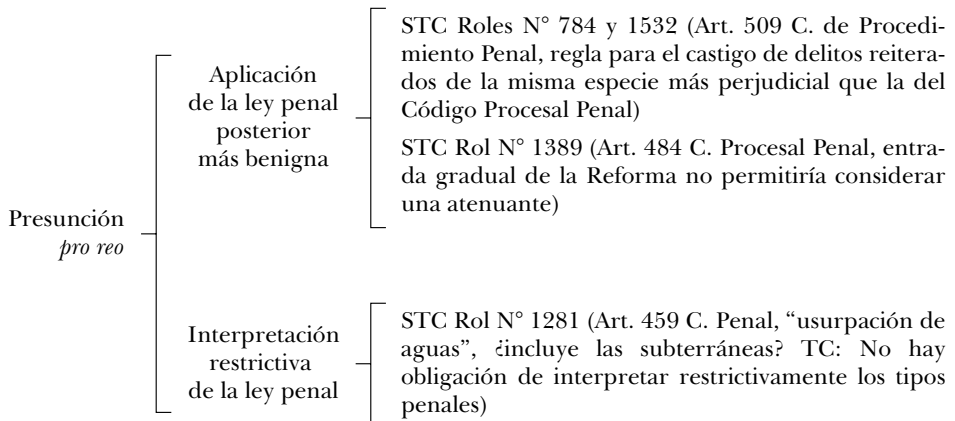 Presunción
pro reo
Aplicación
de la ley penal
posterior
más benigna
STC Roles N° 784 y 1532 (Art. 509 C. de Procedi-
miento Penal, regla para el castigo de delitos reitera-
dos de la misma especie más perjudicial que la del
Código Procesal Penal)
STC Rol N° 1389 (Art. 484 C. Procesal Penal, entra-
da gradual de la Reforma no permitiría considerar
una atenuante)
Interpretación
restrictiva
de la ley penal
STC Rol N° 1281 (Art. 459 C. Penal, “usurpación de
aguas”, ¿incluye las subterráneas? TC: No hay
obligación de interpretar restrictivamente los tipos
penales)